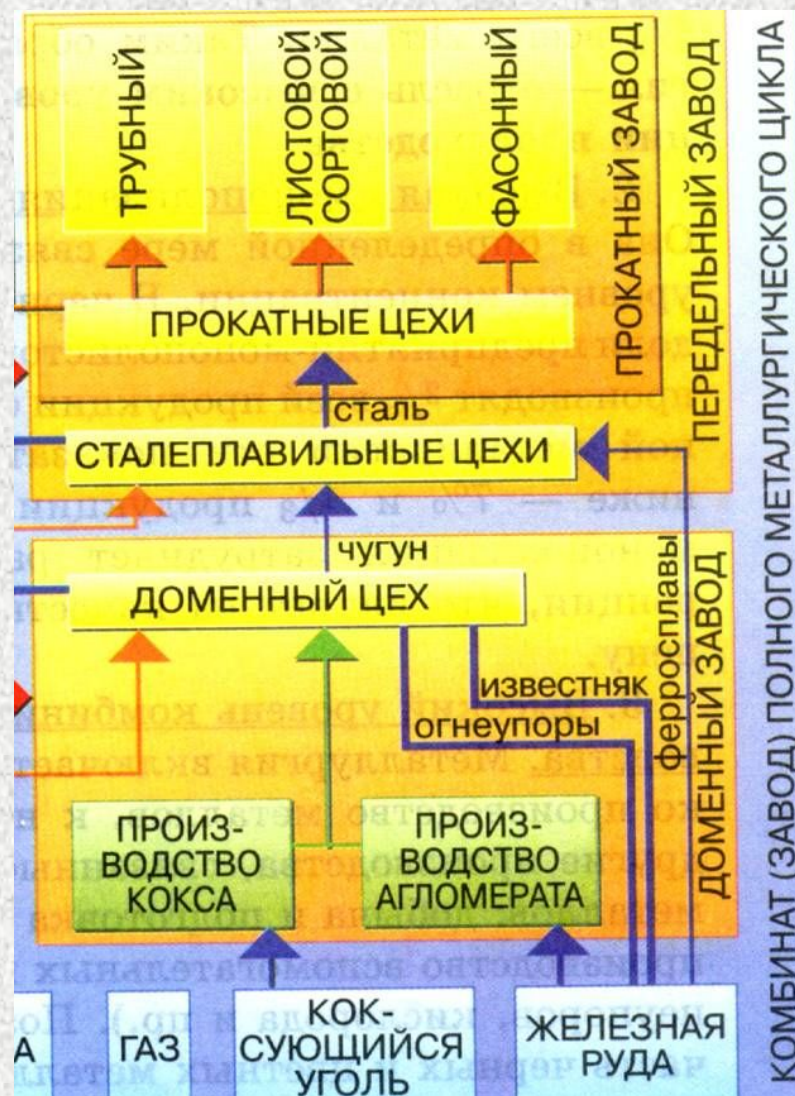 ТРУБНЫЙ
ЛИСТОВОЙ
СОРТОВОЙ
ФАСОННЫЙ
ПРОКАТНЫЙ ЗАВОД
ПЕРЕДЕЛЬНЫЙ ЗАВОД
КОМБИНАТ (ЗАВОД) ПОЛНОГО МЕТАЛЛУРГИЧЕСКОГО ЦИКЛА
ПРОКАТНЫЕ ЦЕХИ
сталь
СТАЛЕПЛАВИЛЬНЫЕ ЦЕХИ
чугун
ДОМЕННЫЙ ЦЕХ
известняк
огнеупоры
ферросплавы
ДОМЕННЫЙ ЗАВОД
ПРОИЗ-
ВОДСТВО
КОКСА
ПРОИЗ-
ВОДСТВО
АГЛОМЕРАТА
А
ГАЗ
КОК-
СУЮЩИЙСЯ
УГОЛЬ
ЖЕЛЕЗНАЯ
РУДА